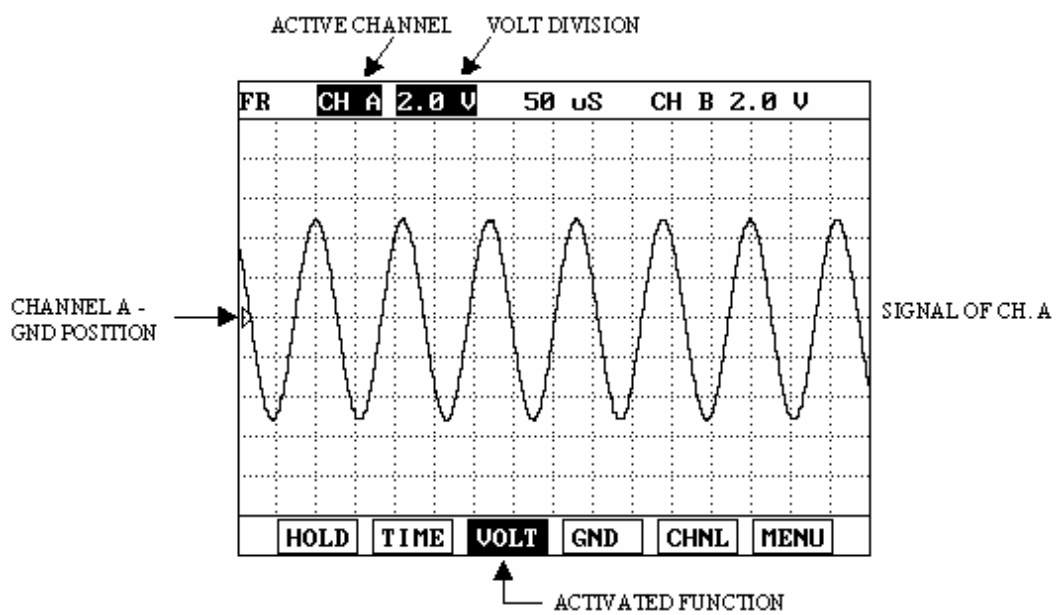 ACTIVE CHANNEL VOLT DIVISION
FR CH A 2.0 V 50 uS CH B 2.0 V
CHANNEL A -
GND POSITION
SIGNAL OF CH. A
HOLD TIME VOLT GND CHNL MENU
ACTIVATED FUNCTION